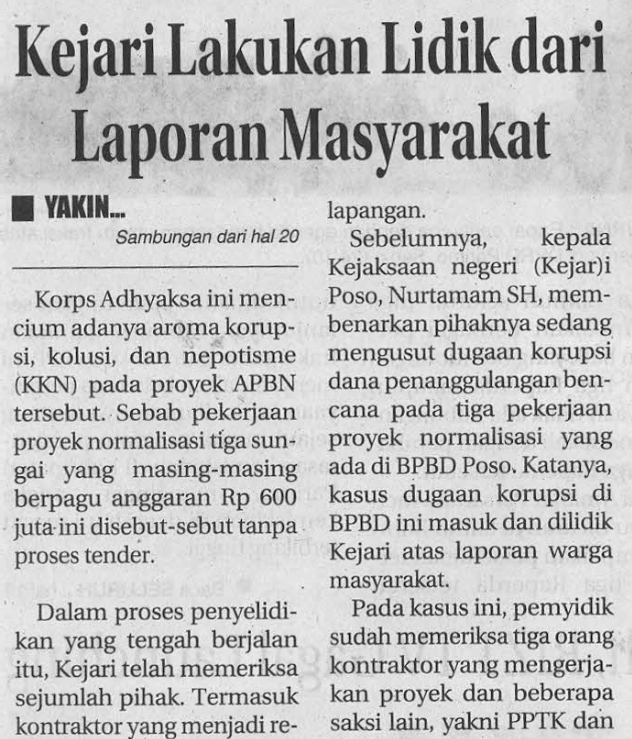 Kejari Lakukan Lidik dari
Laporan Masyarakat
YAKIN...
Sambungan dari hal 20
Korps Adhyaksa ini men-
cium adanya aroma korup-
si, kolusi, dan nepotisme
(KKN) pada proyek APBN
tersebut. Sebab pekerjaan
proyek normalisasi tiga sun-
gai yang masing-masing
berpagu anggaran Rp 600
juta ini disebut-sebut tanpa
proses tender.
Dalam proses penyelidi-
kan yang tengah berjalan
itu, Kejari telah memeriksa
sejumlah pihak. Termasuk
kontraktor yang menjadi re-
lapangan.
Sebelumnya, kepala
Kejaksaan negeri (Kejar)i
Poso, Nurtamam SH, mem-
benarkan pihaknya sedang
mengusut dugaan korupsi
dana penanggulangan ben-
cana pada tiga pekerjaan
proyek normalisasi yang
ada di BPBD Poso. Katanya,
kasus dugaan korupsi di
BPBD ini masuk dan dilidik
Kejari atas laporan warga
masyarakat.
Pada kasus ini, pemyidik
sudah memeriksa tiga orang
kontraktor yang mengerja-
kan proyek dan beberapa
saksi lain, yakni PPTK dan